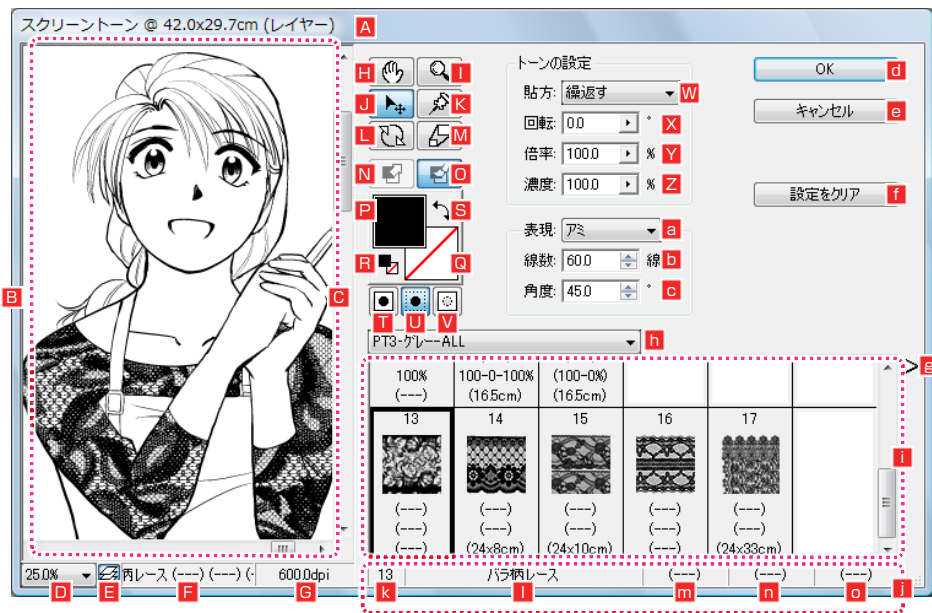 スクリーントーン @ 42.0x29.7cm (レイヤー) A
B
C
H I
J K
L M
N O
P S
R Q
T U V
トーンの設定
貼方: 繰返す W
回転: 0.0 ° X
倍率: 100.0 % Y
濃度: 100.0 % Z
表現: アミ a
線数: 60.0 線 b
角度: 45.0 ° c
OK d
キャンセル e
設定をクリア f
PT3-グレーALL h
> g
100% 100-0-100% (100-0%)
(---) (16.5cm) (16.5cm)
13 14 15 16 17
i
(---) (---) (---) (---) (---)
(---) (---) (---) (---) (---)
(---) (24x8cm) (24x10cm) (---) (24x33cm)
25.0% 柄レース (---) (---) (- 600.0dpi
D E F G
13 バラ柄レース (---) (---) (---)
k l m n o j